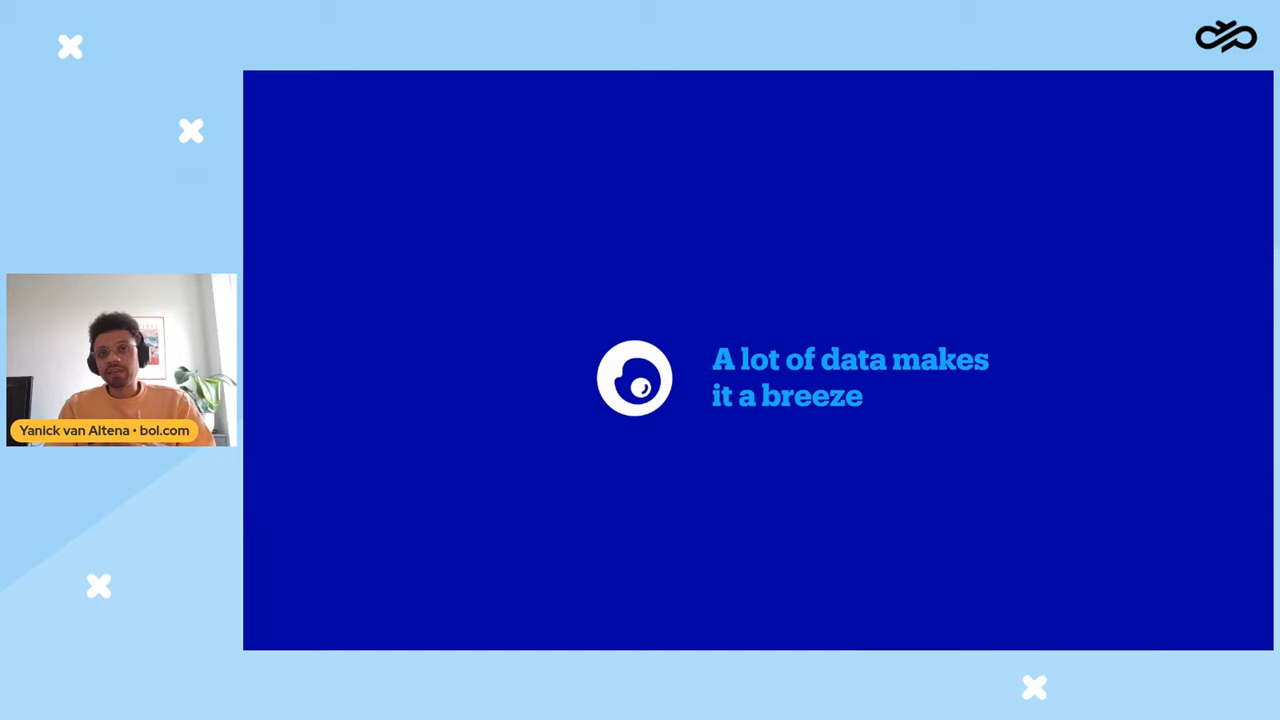 A lot of data makes
it a breeze
Yanick van Altena • bol.com